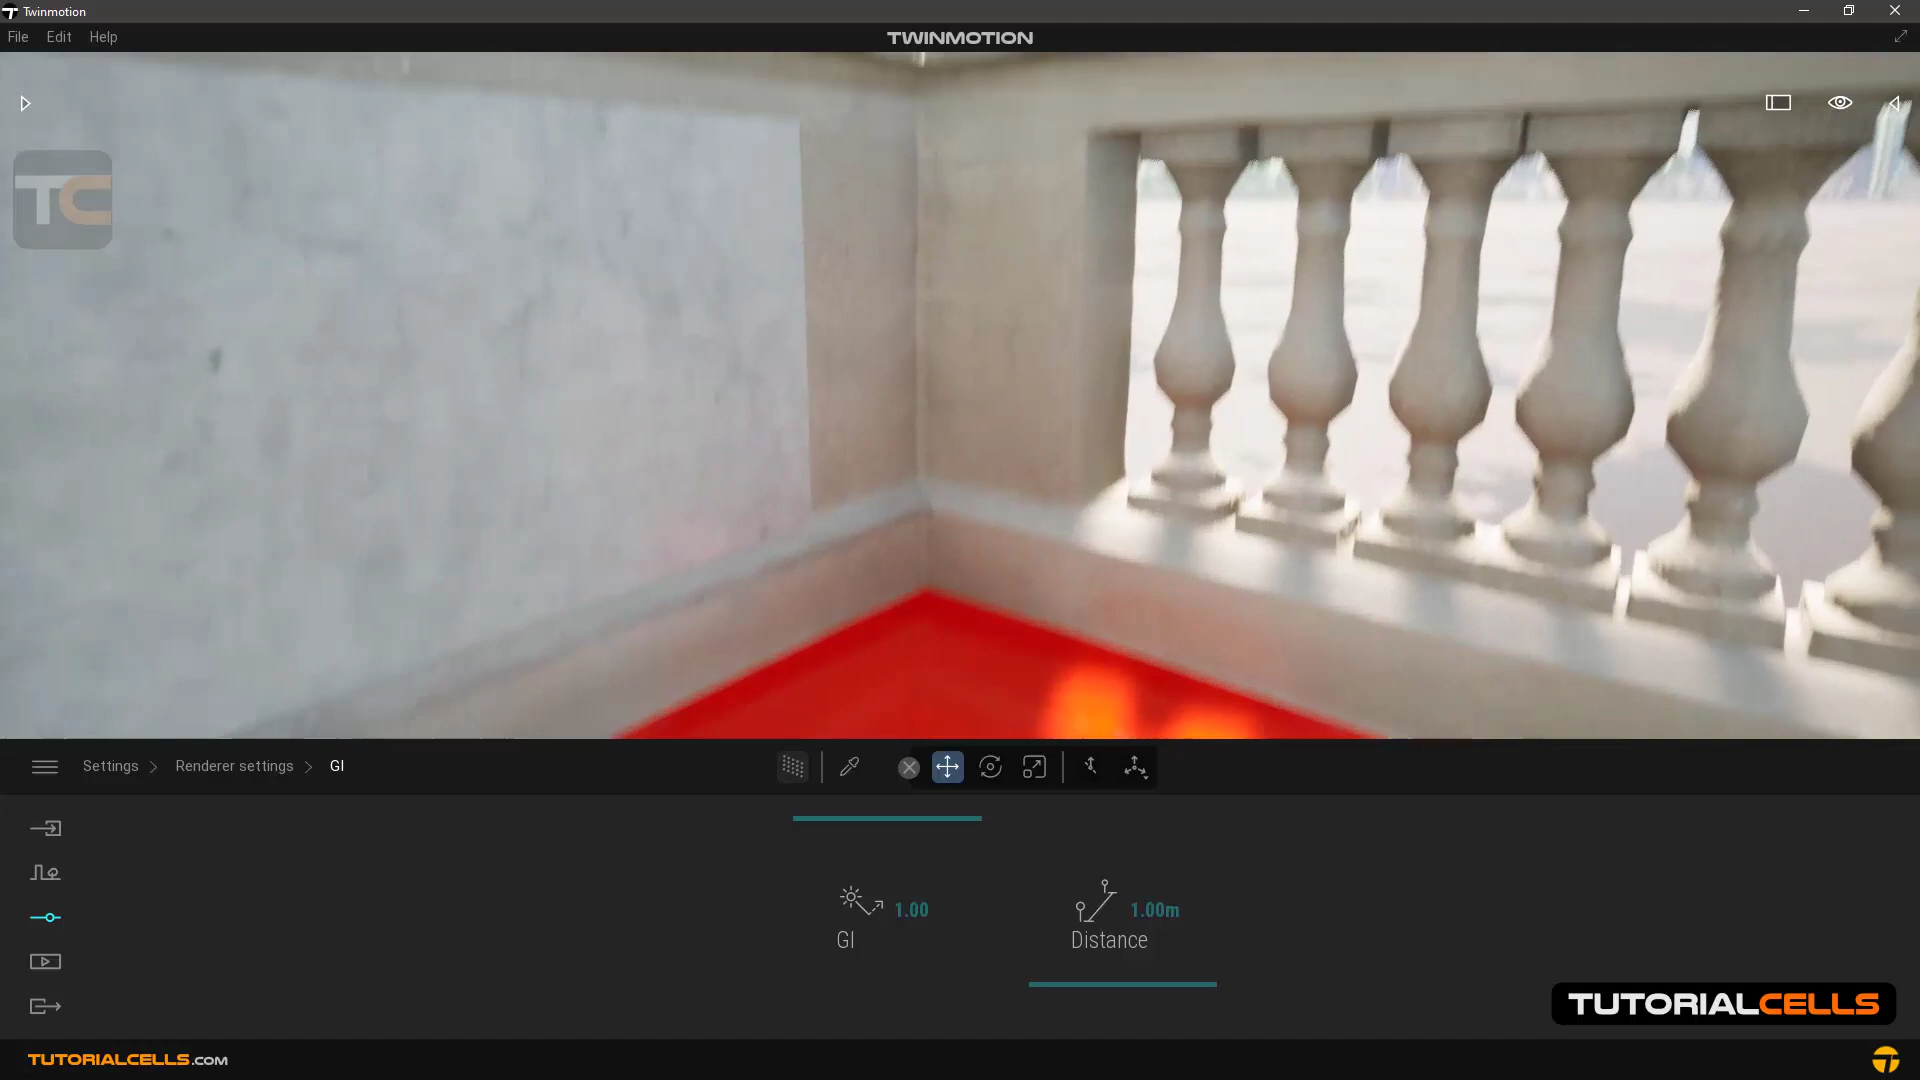 Twinmotion
File Edit Help
TWINMOTION
TC
Settings Renderer settings GI
1.00
GI
1.00m
Distance
TUTORIALCELLS
TUTORIALCELLS.COM